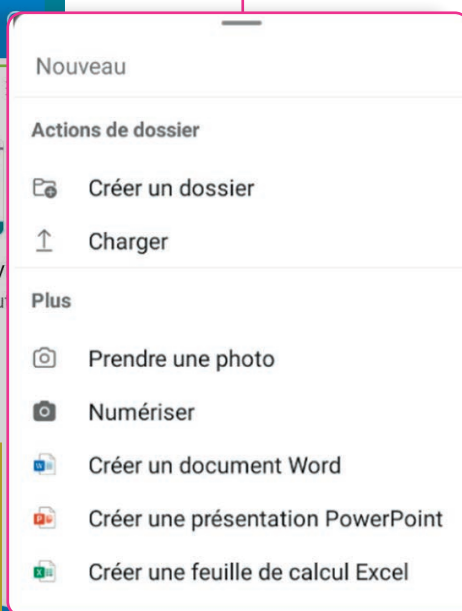 Nouveau
Actions de dossier
Créer un dossier
Charger
Plus
Prendre une photo
Numériser
Créer un document Word
Créer une présentation PowerPoint
Créer une feuille de calcul Excel